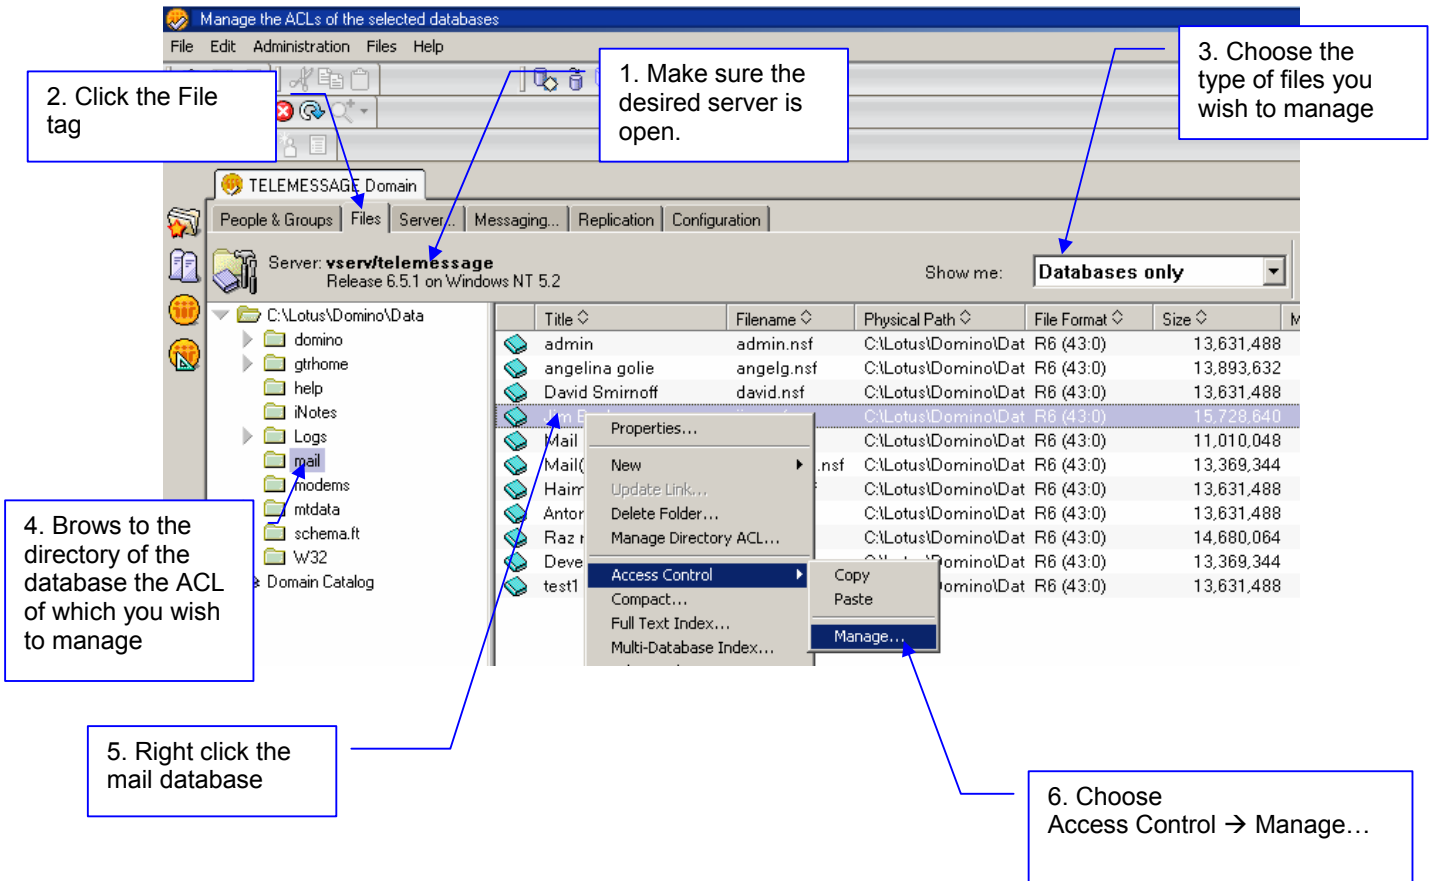 Manage the ACLs of the selected databases
File Edit Administration Files Help
2. Click the File
tag
1. Make sure the
desired server is
open.
3. Choose the
type of files you
wish to manage
TELEMESSAGE Domain
People & Groups Files Server... Messaging... Replication Configuration
Server: vserv/telemessage
Release 6.5.1 on Windows NT 5.2
Show me: Databases only
C:\Lotus\Domino\Data
domino
gtrhome
help
iNotes
Logs
mail
modems
mtdata
schema.ft
W32
Domain Catalog
Title Filename Physical Path File Format Size M
admin admin.nsf C:\Lotus\Domino\Dat R6 (43:0) 13,631,488
angelina golie angelg.nsf C:\Lotus\Domino\Dat R6 (43:0) 13,893,632
David Smirnoff david.nsf C:\Lotus\Domino\Dat R6 (43:0) 13,631,488
Jim C:\Lotus\Domino\Dat R6 (43:0) 15,728,640
Mail C:\Lotus\Domino\Dat R6 (43:0) 11,010,048
Mail( .nsf C:\Lotus\Domino\Dat R6 (43:0) 13,369,344
Haim C:\Lotus\Domino\Dat R6 (43:0) 13,631,488
Anton C:\Lotus\Domino\Dat R6 (43:0) 13,631,488
Raz C:\Lotus\Domino\Dat R6 (43:0) 14,680,064
Deve R6 (43:0) 13,369,344
test1 omino\Dat R6 (43:0) 13,631,488
Properties...
New
Update Link...
Delete Folder...
Manage Directory ACL...
Access Control
Compact...
Full Text Index...
Multi-Database Index...
Copy
Paste
Manage...
4. Brows to the
directory of the
database the ACL
of which you wish
to manage
5. Right click the
mail database
6. Choose
Access Control → Manage…